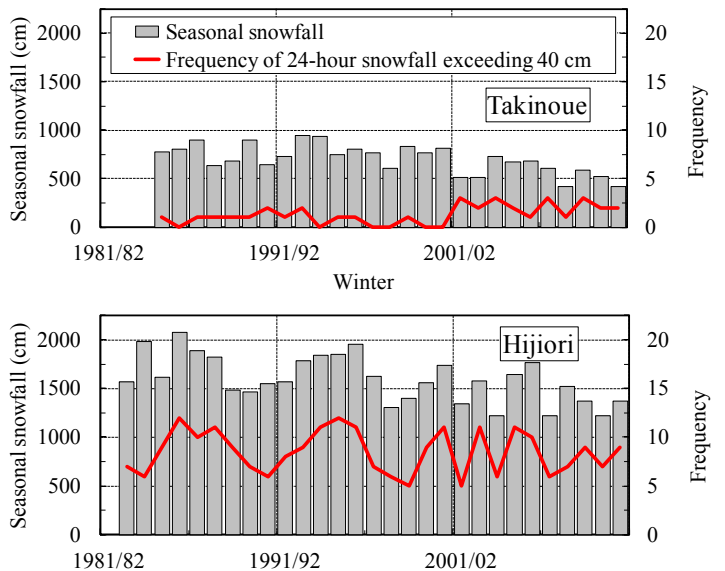 2000
1500
1000
500
0
Seasonal snowfall (cm)
Seasonal snowfall
Frequency of 24-hour snowfall exceeding 40 cm
Takinoue
20
15
10
5
0
Frequency
1981/82
1991/92
2001/02
Winter
2000
1500
1000
500
0
Seasonal snowfall (cm)
Hijiori
20
15
10
5
0
Frequency
1981/82
1991/92
2001/02